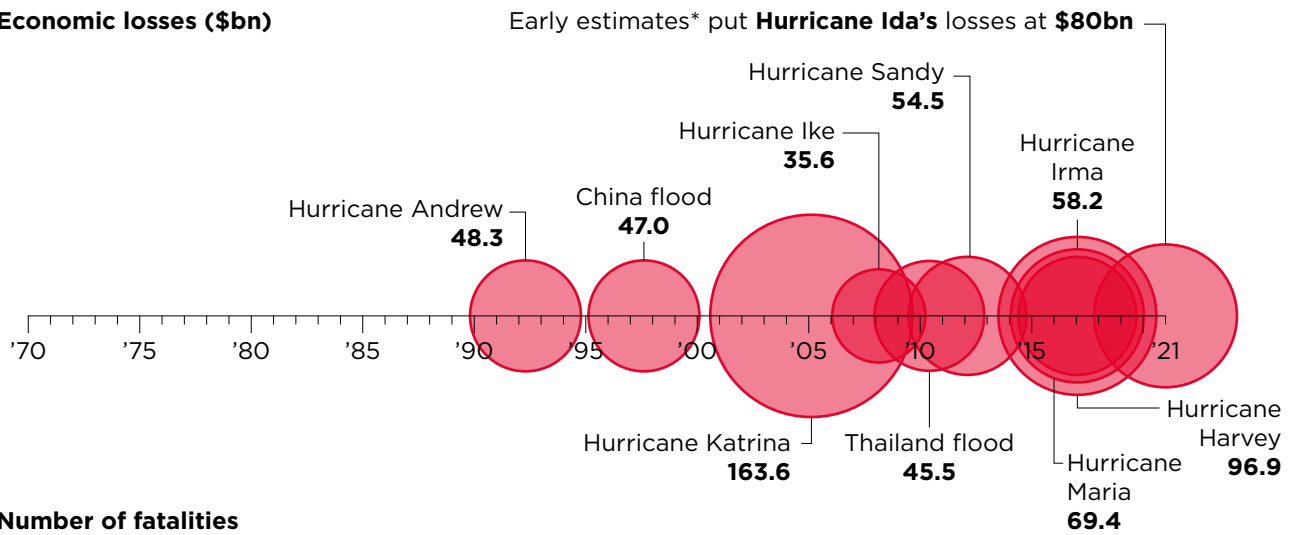 Economic losses ($bn)
Early estimates* put Hurricane Ida’s losses at $80bn
Hurricane Sandy
54.5
Hurricane Ike
35.6
Hurricane
Irma
58.2
China flood
47.0
Hurricane Andrew
48.3
’70
’75
’80
’85
’90
’95
’00
’05
’10
’15
’21
Hurricane Katrina
163.6
Thailand flood
45.5
Hurricane
Harvey
96.9
Hurricane
Maria
69.4
Number of fatalities